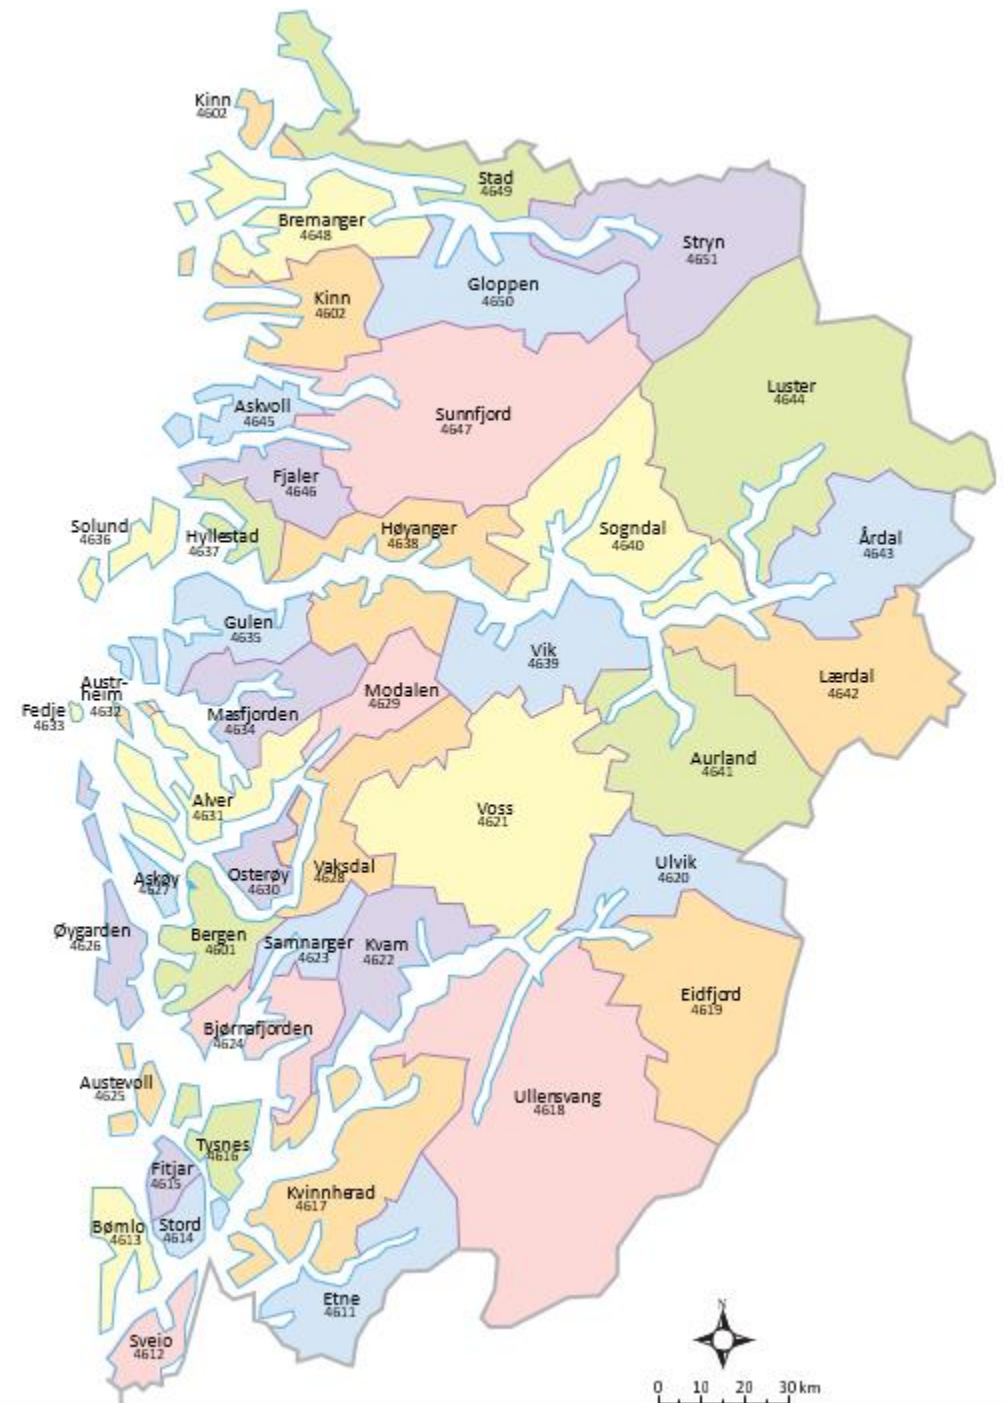 Kinn
4602
Stad
4649
Bremanger
4648
Stryn
4651
Kinn
4602
Gloppen
4650
Luster
4644
Askvoll
4645
Sunnfjord
4647
Fjaler
4646
Solund
4636
Hyllestad
4637
Høyanger
4638
Sogndal
4640
Årdal
4643
Gulen
4635
Vik
4639
Lærdal
4642
Austr-
heim
4632
Fedje
4633
Masfjorden
4634
Modalen
4629
Aurland
4641
Alver
4631
Voss
4621
Askøy
4627
Osterøy
4630
Vaksdal
4628
Ulvik
4620
Øygarden
4626
Bergen
4601
Samnanger
4623
Kvam
4622
Eidfjord
4619
Bjørnafjorden
4624
Austevoll
4625
Ullensvang
4618
Tysnes
4616
Fitjar
4615
Kvinnherad
4617
Bømlo
4613
Stord
4614
Etne
4611
Sveio
4612
N
0 10 20 30 km